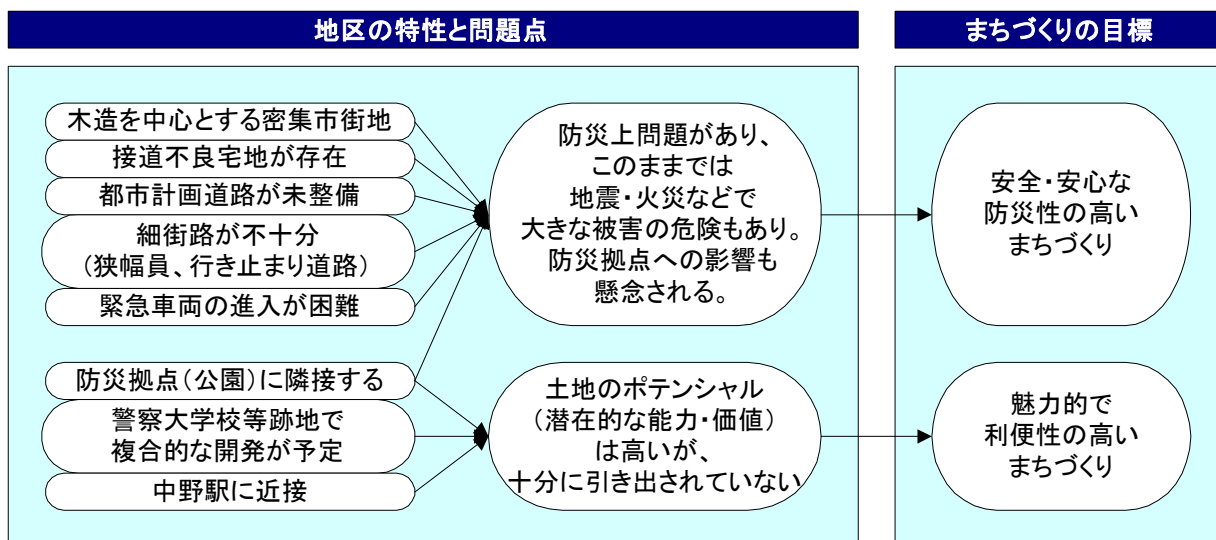 地区の特性と問題点
まちづくりの目標
木造を中心とする密集市街地
接道不良宅地が存在
都市計画道路が未整備
細街路が不十分
(狭幅員、行き止まり道路)
緊急車両の進入が困難
防災拠点(公園)に隣接する
警察大学校等跡地で
複合的な開発が予定
中野駅に近接
防災上問題があり、
このままでは
地震・火災などで
大きな被害の危険もあり。
防災拠点への影響も
懸念される。
土地のポテンシャル
(潜在的な能力・価値)
は高いが、
十分に引き出されていない
安全・安心な
防災性の高い
まちづくり
魅力的で
利便性の高い
まちづくり